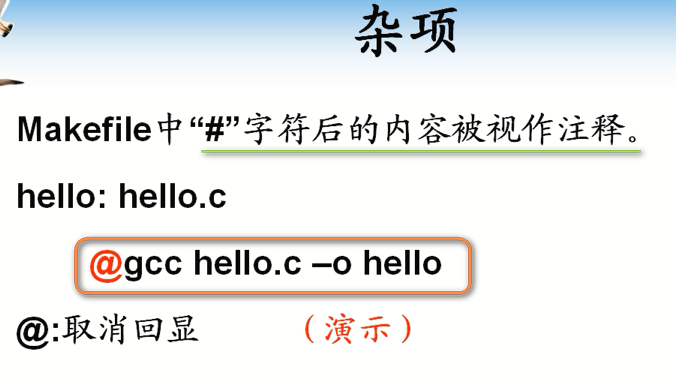 杂项
Makefile中“#”字符后的内容被视作注释。
hello: hello.c
@gcc hello.c –o hello
@:取消回显 （演示）